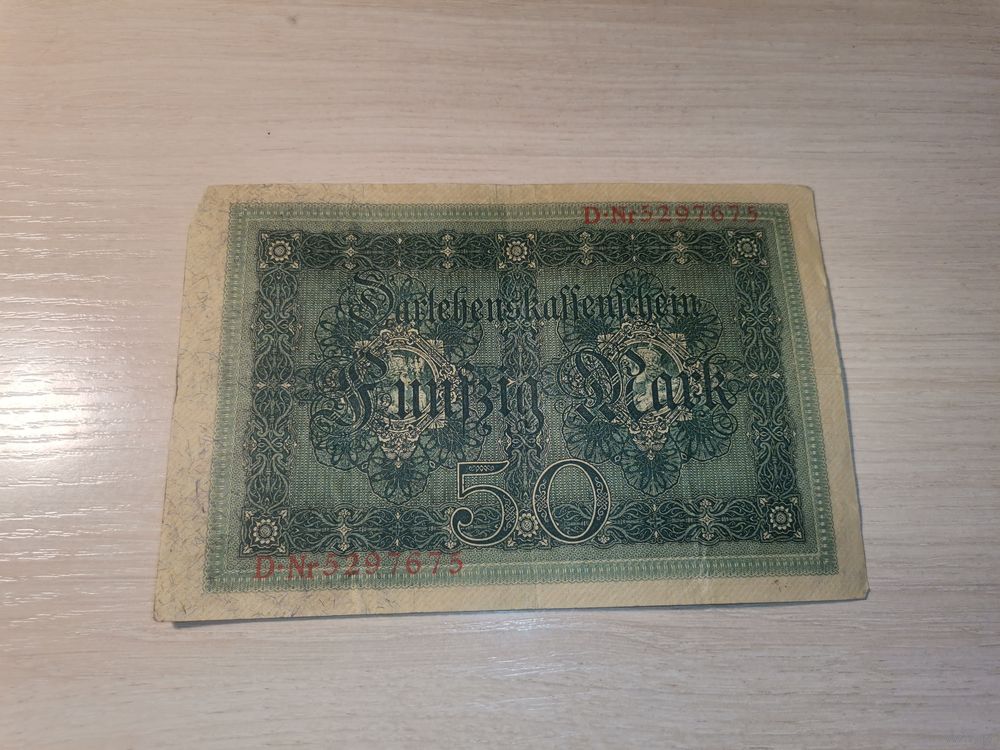 D·Nr 5297675
Darlehenskassenschein
Fünfzig Mark
50
D·Nr 5297675